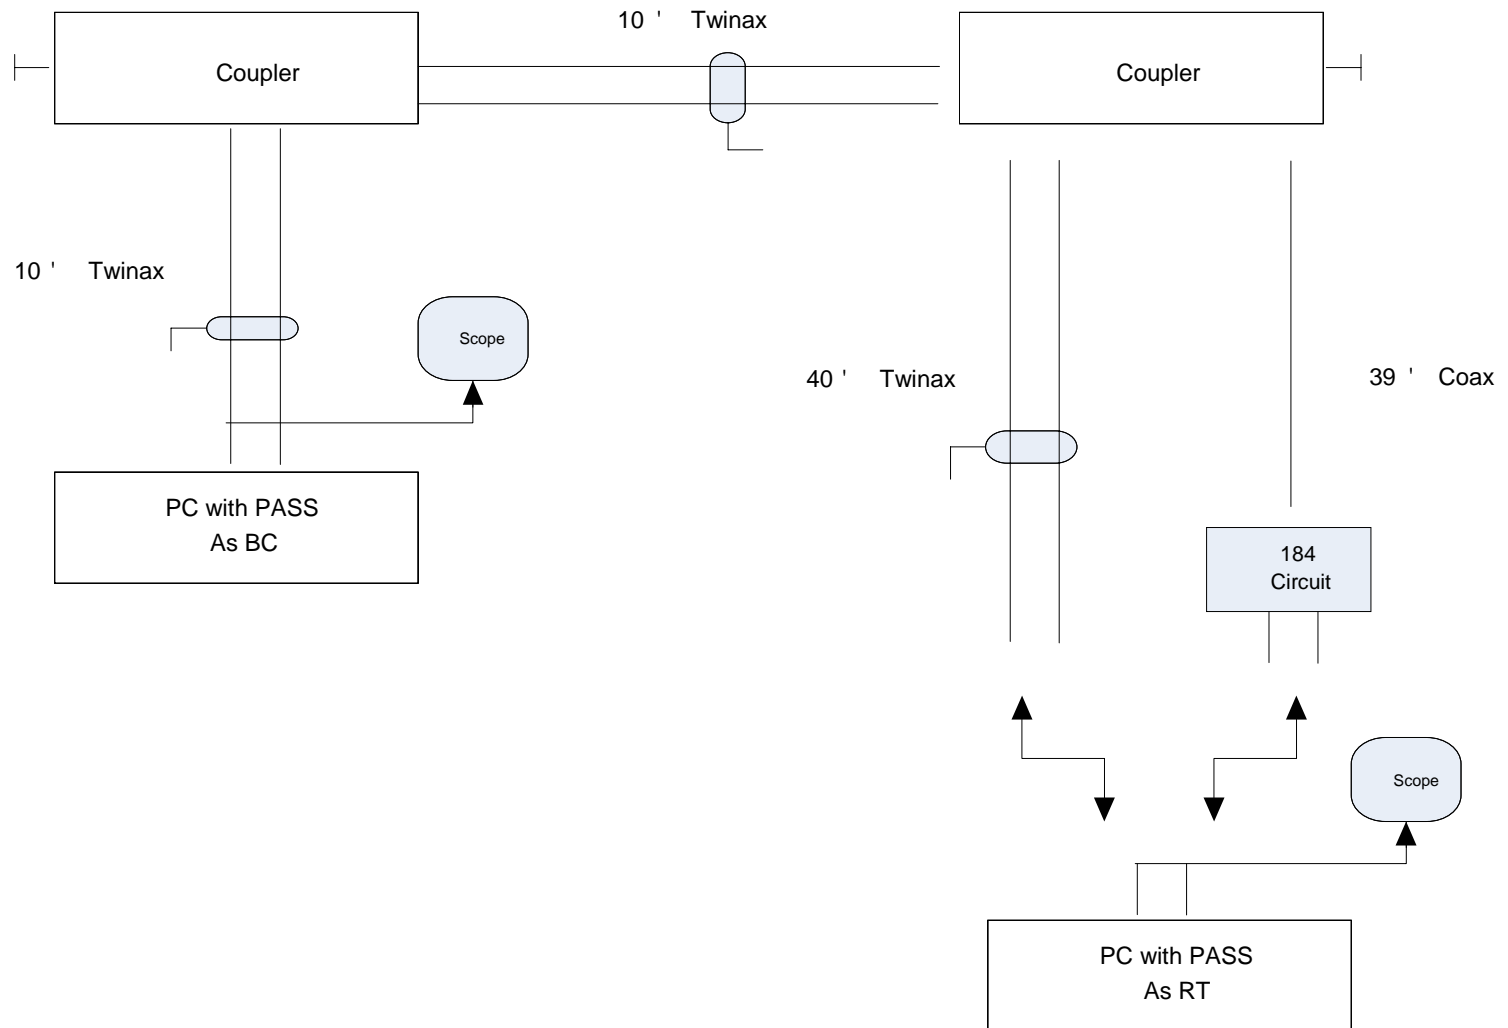 10 ' Twinax
Coupler
Coupler
10 ' Twinax
Scope
40 ' Twinax
39 ' Coax
PC with PASS
As BC
184
Circuit
Scope
PC with PASS
As RT